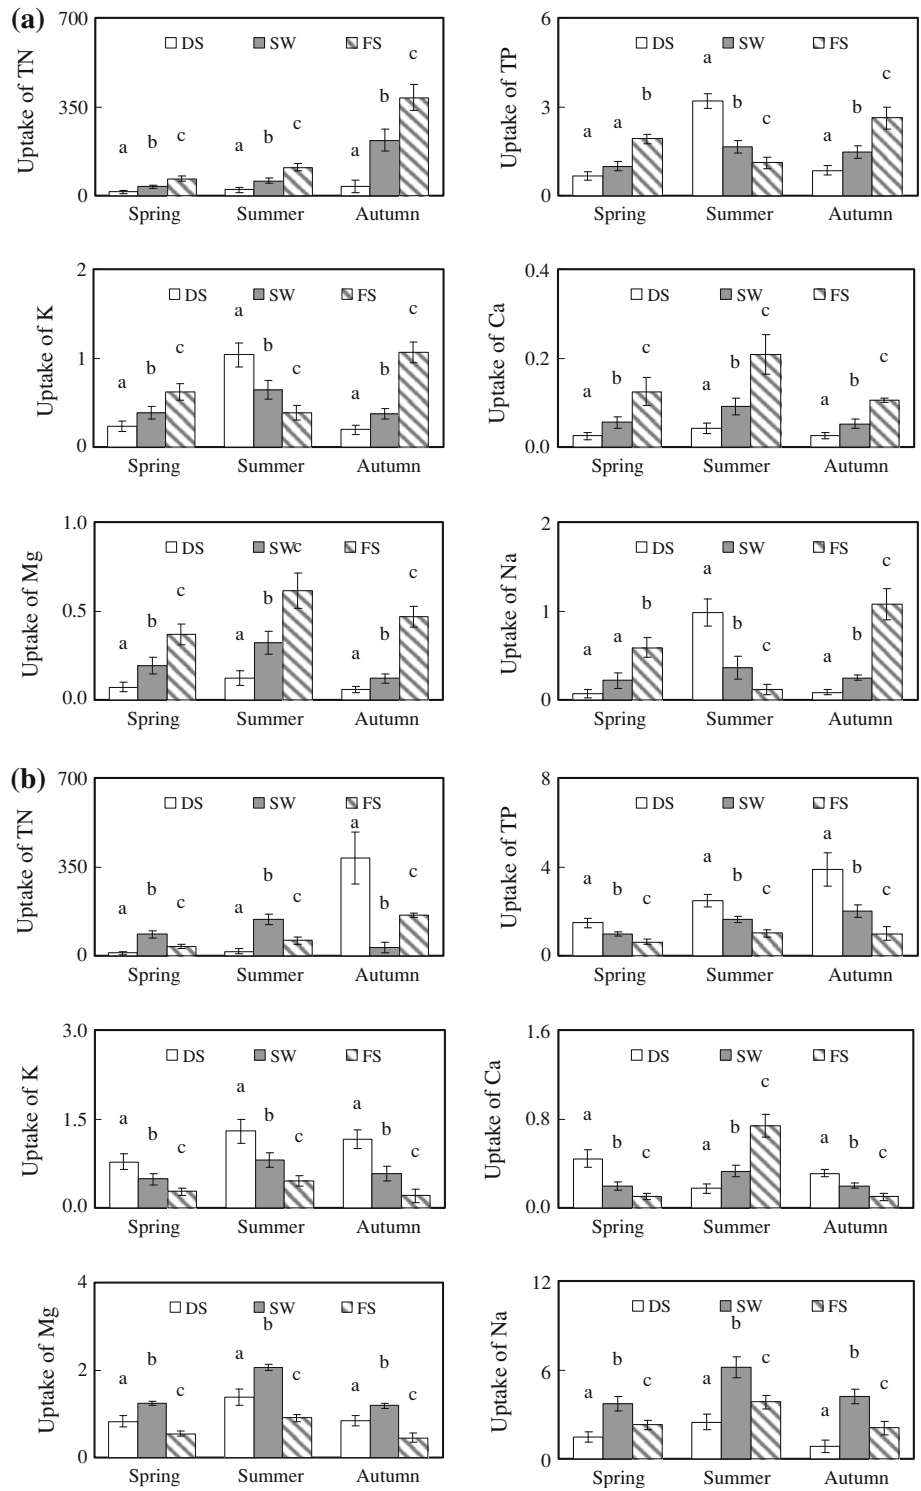 (a)
Uptake of TN
700
350
0
DS SW FS
a b c
a b c
a b c
Spring Summer Autumn
Uptake of TP
6
3
0
DS SW FS
a a b
a b c
a b c
Spring Summer Autumn
Uptake of K
2
1
0
DS SW FS
a b c
a b c
a b c
Spring Summer Autumn
Uptake of Ca
0.4
0.2
0.0
DS SW FS
a b c
a b c
a b c
Spring Summer Autumn
Uptake of Mg
1.0
0.5
0.0
DS SW FS
a b c
a b c
a b c
Spring Summer Autumn
Uptake of Na
2
1
0
DS SW FS
a a b
a b c
a b c
Spring Summer Autumn
(b)
Uptake of TN
700
350
0
DS SW FS
a b c
a b c
a b c
Spring Summer Autumn
Uptake of TP
8
4
0
DS SW FS
a b c
a b c
a b c
Spring Summer Autumn
Uptake of K
3.0
1.5
0.0
DS SW FS
a b c
a b c
a b c
Spring Summer Autumn
Uptake of Ca
1.6
0.8
0.0
DS SW FS
a b c
a b c
a b c
Spring Summer Autumn
Uptake of Mg
4
2
0
DS SW FS
a b c
a b c
a b c
Spring Summer Autumn
Uptake of Na
12
6
0
DS SW FS
a b c
a b c
a b c
Spring Summer Autumn